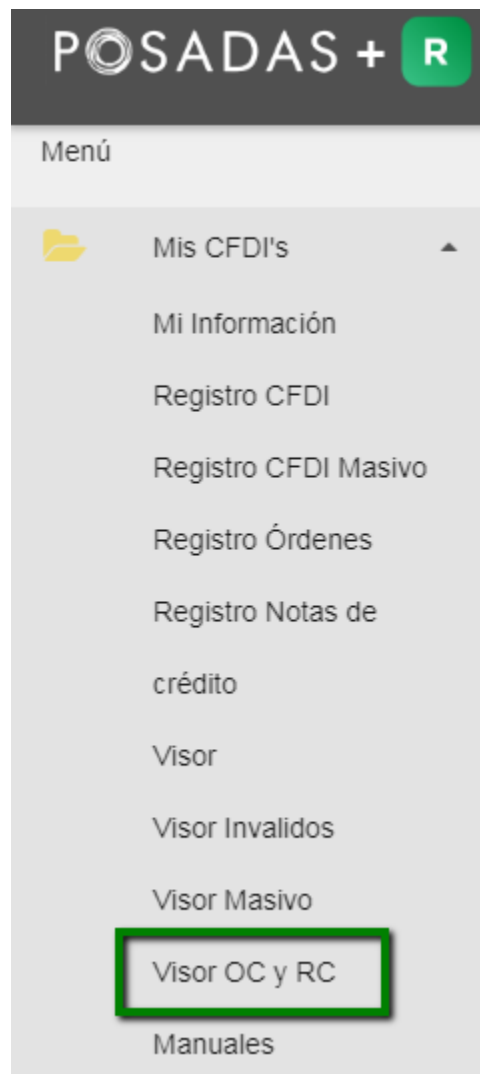 POSADAS + R
Menú
Mis CFDI's
Mi Información
Registro CFDI
Registro CFDI Masivo
Registro Órdenes
Registro Notas de
crédito
Visor
Visor Invalidos
Visor Masivo
Visor OC y RC
Manuales